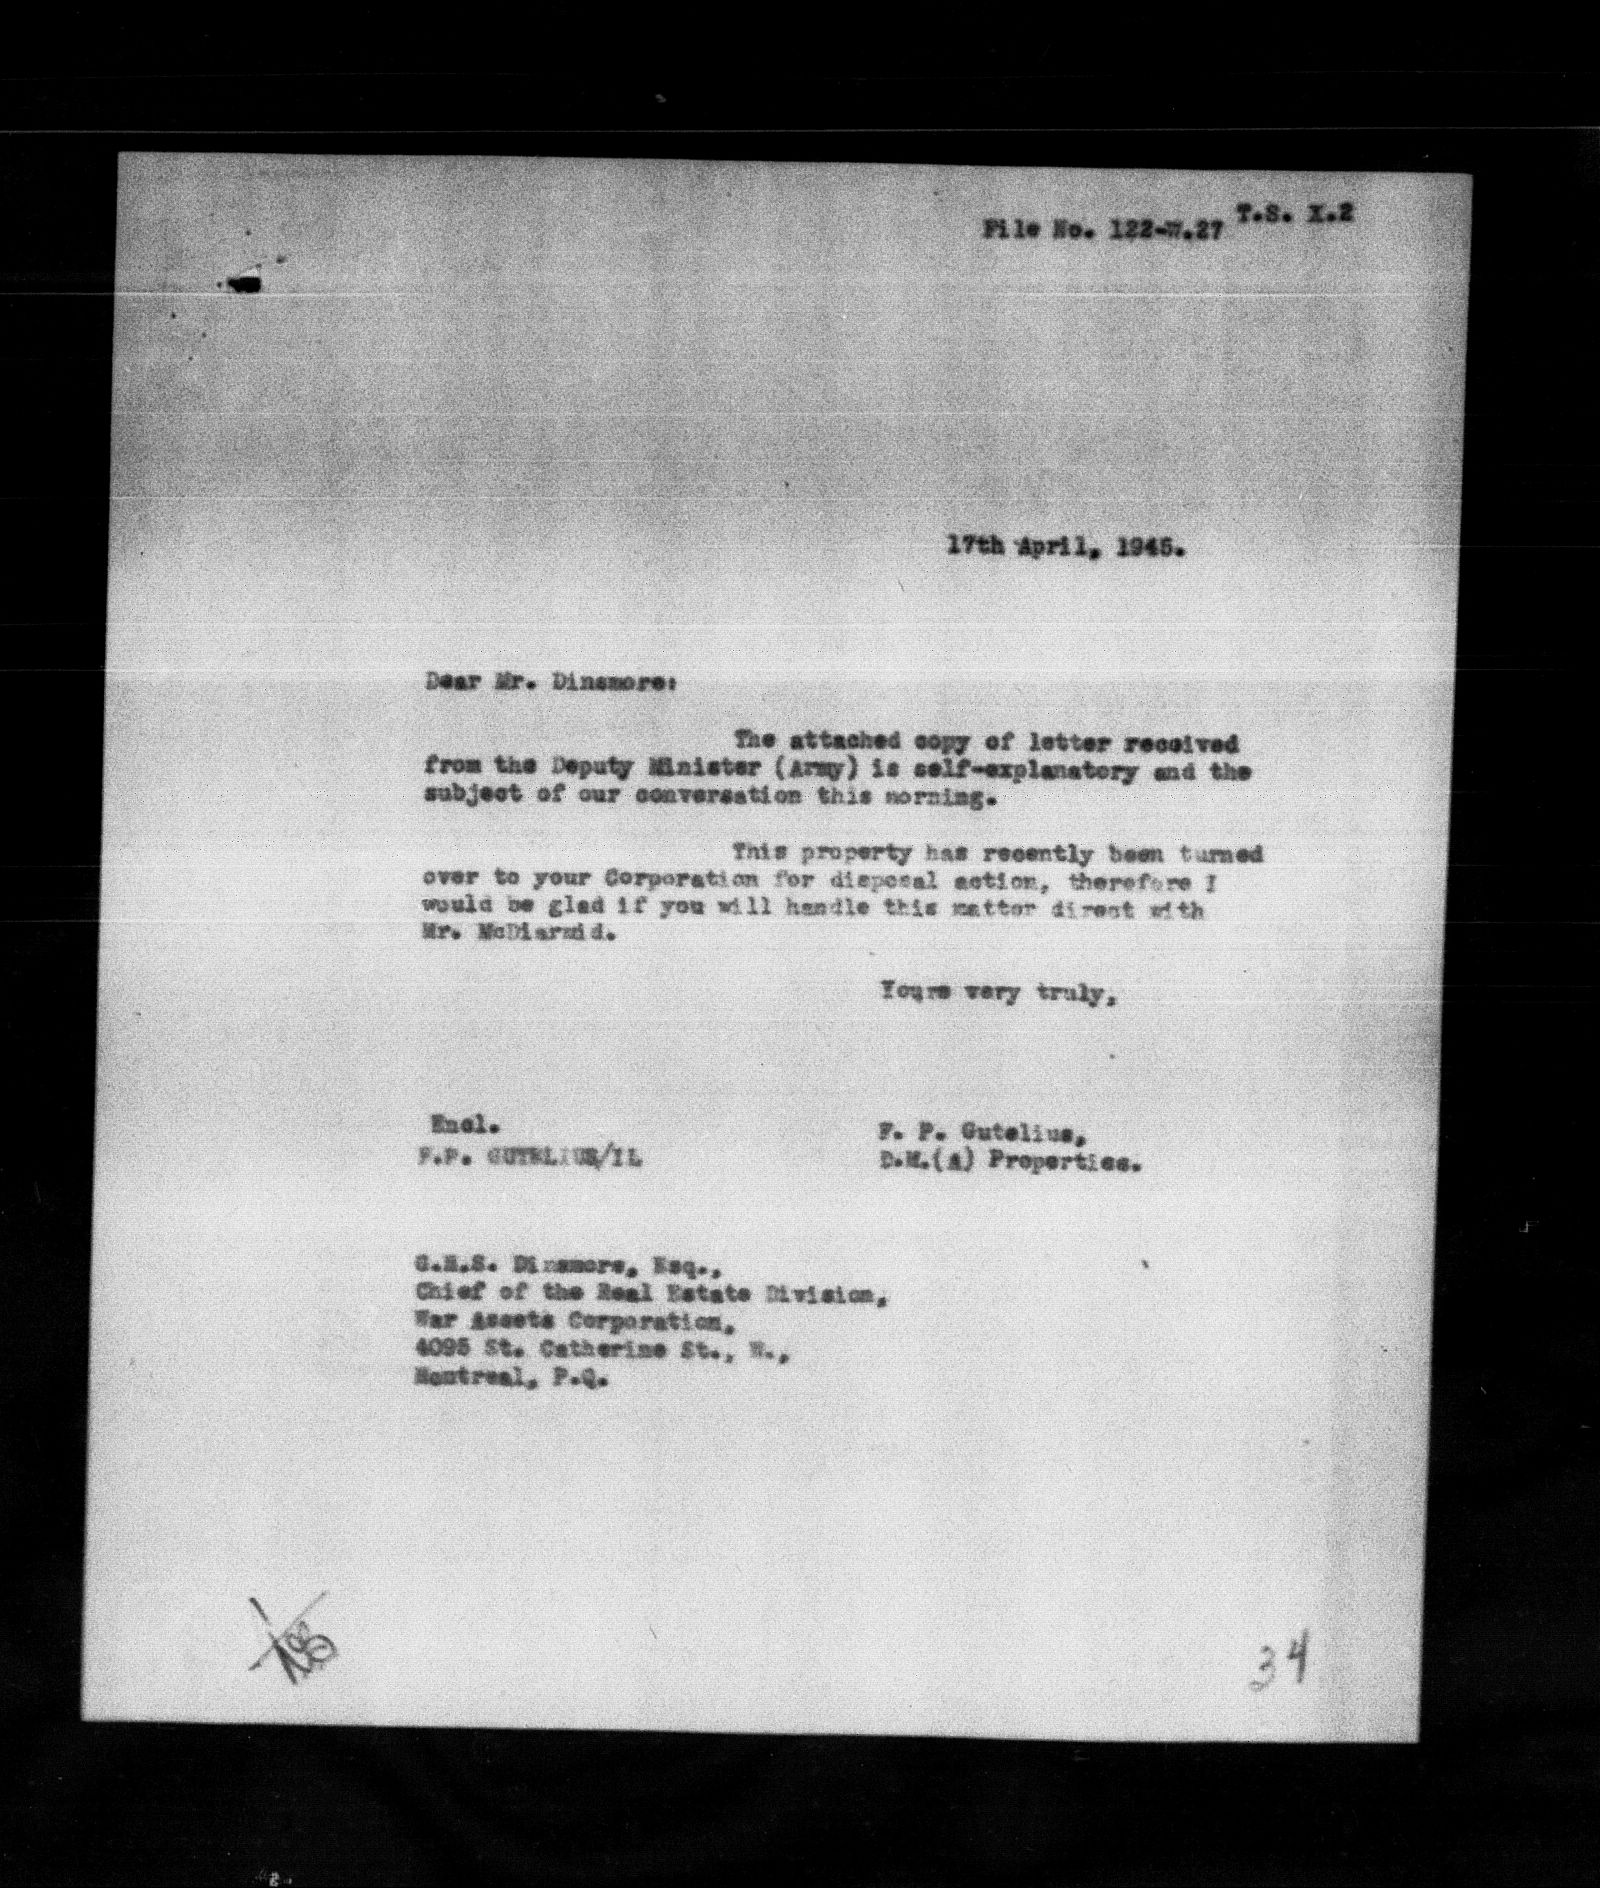 File No. 122-W.27 T.S. X.2
17th April, 1945.
Dear Mr. Dinsmore:
The attached copy of letter received
from the Deputy Minister (Army) is self-explanatory and the
subject of our conversation this morning.
This property has recently been turned
over to your Corporation for disposal action, therefore I
would be glad if you will handle this matter direct with
Mr. McDiarmid.
Yours very truly,
Encl.
F.P. GUTELIUS/IL
F. P. Gutelius,
D.M.(A) Properties.
Dinsmore, Esq.,
Chief of the Real Estate Division,
War Assets Corporation,
4095 St. Catherine St., W.,
Montreal, P.Q.
34